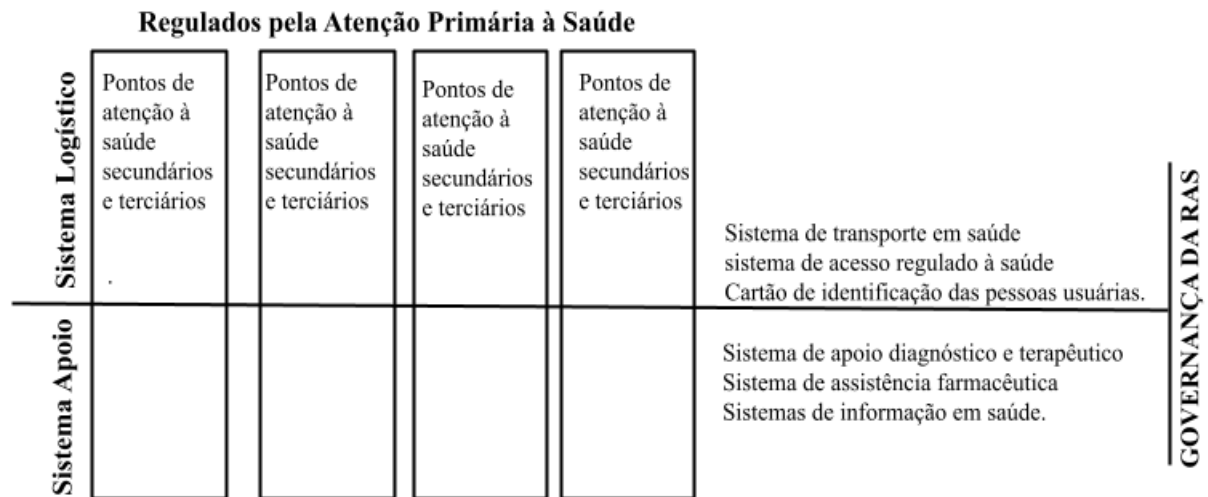 Regulados pela Atenção Primária à Saúde
Sistema Logístico
Pontos de
atenção à
saúde
secundários
e terciários
.
Pontos de
atenção à
saúde
secundários
e terciários
Pontos de
atenção à
saúde
secundários
e terciários
Pontos de
atenção à
saúde
secundários
e terciários
Sistema de transporte em saúde
sistema de acesso regulado à saúde
Cartão de identificação das pessoas usuárias.
Sistema Apoio
Sistema de apoio diagnóstico e terapêutico
Sistema de assistência farmacêutica
Sistemas de informação em saúde.
GOVERNANÇA DA RAS